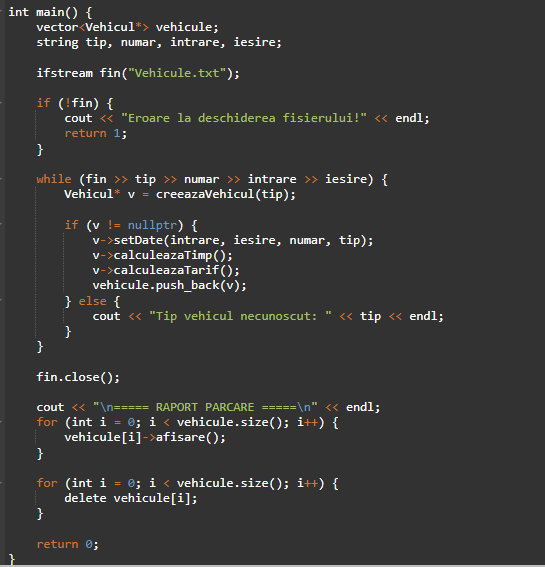 int main() {
    vector<Vehicul*> vehicule;
    string tip, numar, intrare, iesire;
    ifstream fin("Vehicule.txt");
    if (!fin) {
        cout << "Eroare la deschiderea fisierului!" << endl;
        return 1;
    }
    while (fin >> tip >> numar >> intrare >> iesire) {
        Vehicul* v = creeazaVehicul(tip);
        if (v != nullptr) {
            v->setDate(intrare, iesire, numar, tip);
            v->calculeazaTimp();
            v->calculeazaTarif();
            vehicule.push_back(v);
        } else {
            cout << "Tip vehicul necunoscut: " << tip << endl;
        }
    }
    fin.close();
    cout << "\n===== RAPORT PARCARE =====\n" << endl;
    for (int i = 0; i < vehicule.size(); i++) {
        vehicule[i]->afisare();
    }
    for (int i = 0; i < vehicule.size(); i++) {
        delete vehicule[i];
    }
    return 0;
}